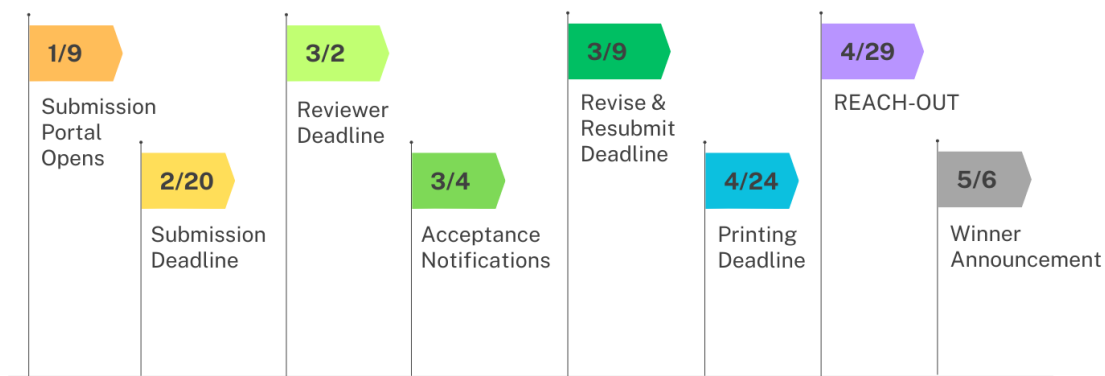 1/9
Submission
Portal
Opens
2/20
Submission
Deadline
3/2
Reviewer
Deadline
3/4
Acceptance
Notifications
3/9
Revise &
Resubmit
Deadline
4/24
Printing
Deadline
4/29
REACH-OUT
5/6
Winner
Announcement